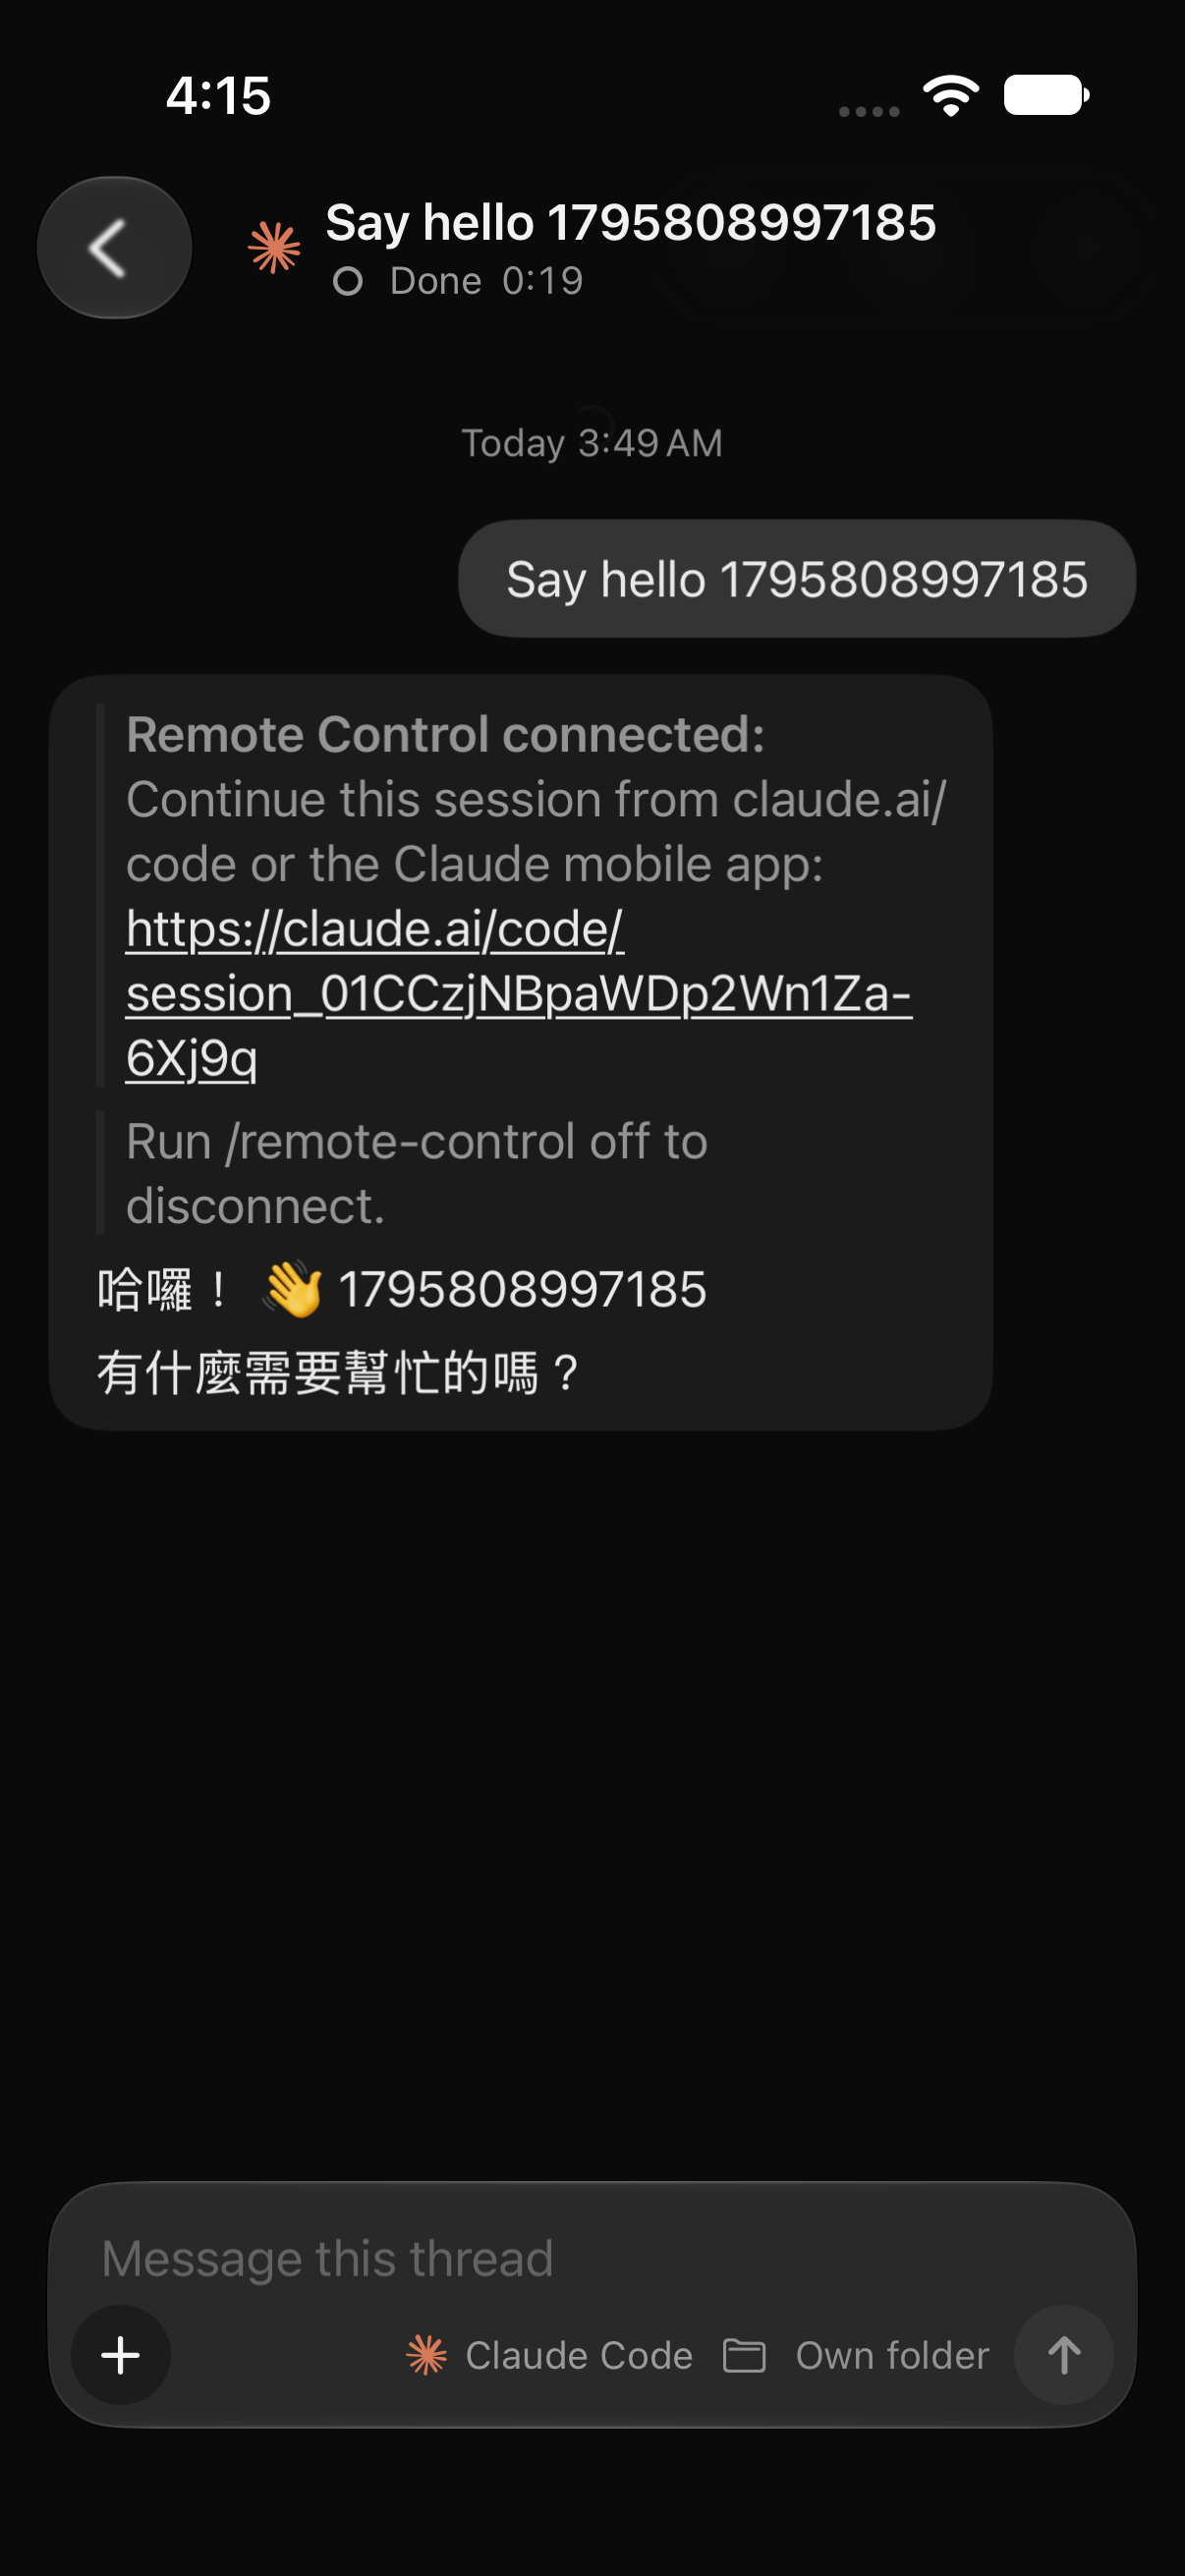 4:15
Say hello 1795808997185
Done 0:19
Today 3:49 AM
Say hello 1795808997185
Remote Control connected:
Continue this session from claude.ai/
code or the Claude mobile app:
https://claude.ai/code/
session_01CCzjNBpaWDp2Wn1Za-
6Xj9q
Run /remote-control off to
disconnect.
哈囉！ 👋 1795808997185
有什麼需要幫忙的嗎？
Message this thread
Claude Code Own folder